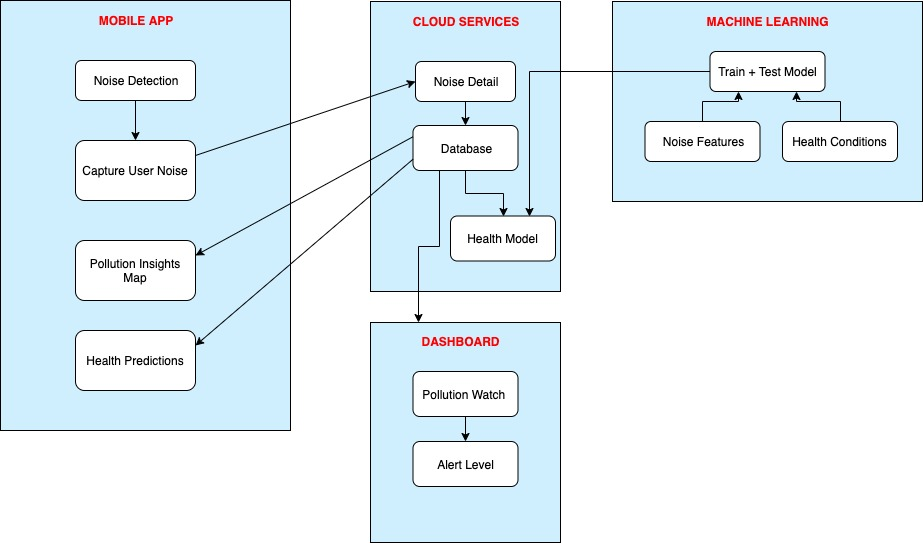 MOBILE APP
Noise Detection
Capture User Noise
Pollution Insights
Map
Health Predictions
CLOUD SERVICES
Noise Detail
Database
Health Model
DASHBOARD
Pollution Watch
Alert Level
MACHINE LEARNING
Train + Test Model
Noise Features
Health Conditions